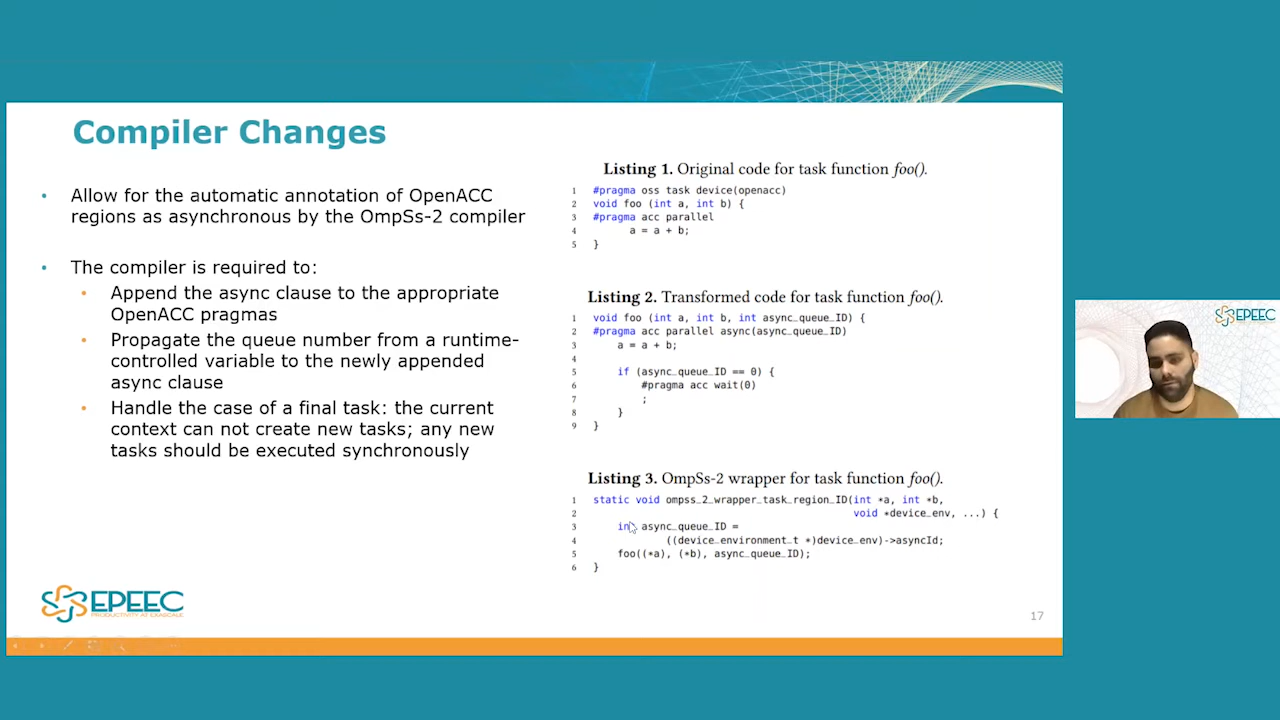 Compiler Changes
• Allow for the automatic annotation of OpenACC
regions as asynchronous by the OmpSs-2 compiler
• The compiler is required to:
• Append the async clause to the appropriate
OpenACC pragmas
• Propagate the queue number from a runtime-
controlled variable to the newly appended
async clause
• Handle the case of a final task: the current
context can not create new tasks; any new
tasks should be executed synchronously
Listing 1. Original code for task function foo().
1 #pragma oss task device(openacc)
2 void foo (int a, int b) {
3 #pragma acc parallel
4 a = a + b;
5 }
Listing 2. Transformed code for task function foo().
1 void foo (int a, int b, int async_queue_ID) {
2 #pragma acc parallel async(async_queue_ID)
3 a = a + b;
4
5 if (async_queue_ID == 0) {
6 #pragma acc wait(0)
7 ;
8 }
9 }
Listing 3. OmpSs-2 wrapper for task function foo().
1 static void ompss_2_wrapper_task_region_ID(int *a, int *b,
2 void *device_env, ...) {
3 int async_queue_ID =
4 ((device_environment_t *)device_env)->asyncId;
5 foo((*a), (*b), async_queue_ID);
6 }
EPEEC
PRODUCTIVITY AT EXASCALE
17
EPEEC